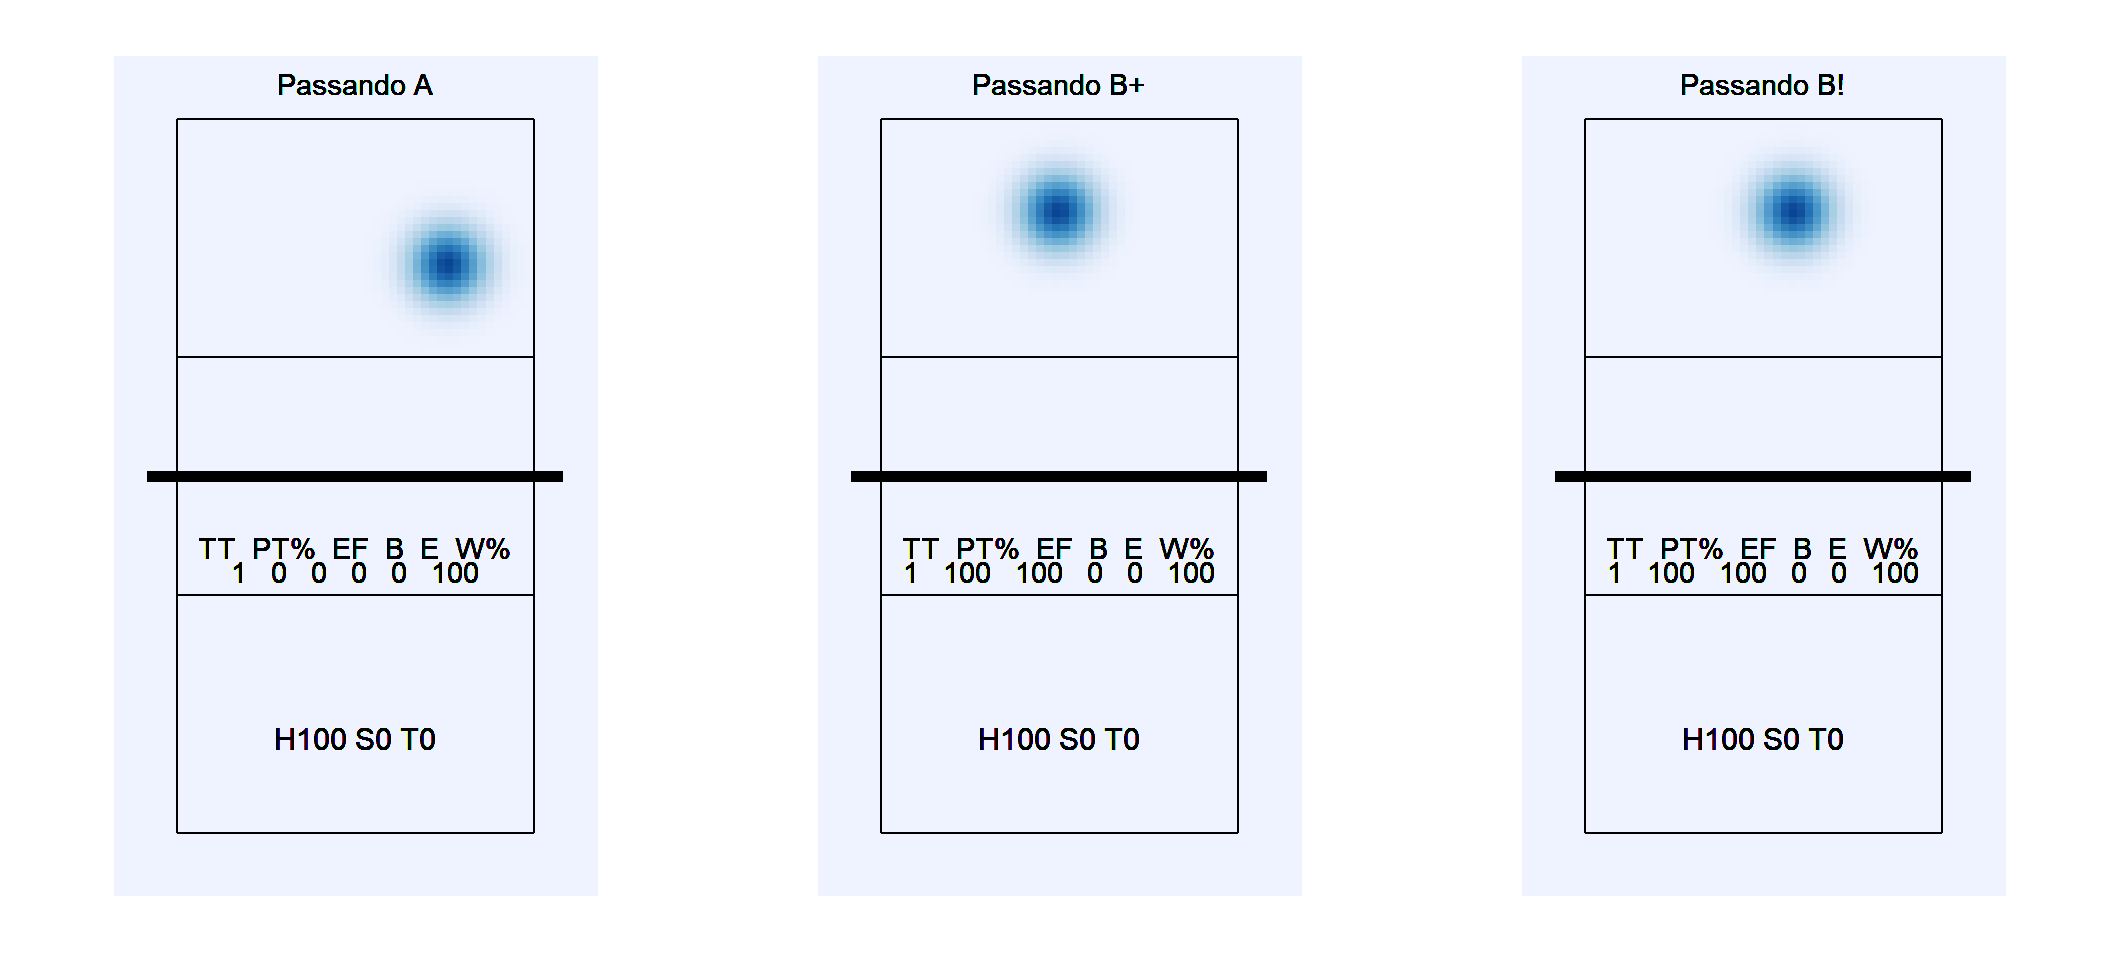 Passando A
TT PT% EF B E W%
1 0 0 0 0 100
H100 S0 T0
Passando B+
TT PT% EF B E W%
1 100 100 0 0 100
H100 S0 T0
Passando B!
TT PT% EF B E W%
1 100 100 0 0 100
H100 S0 T0